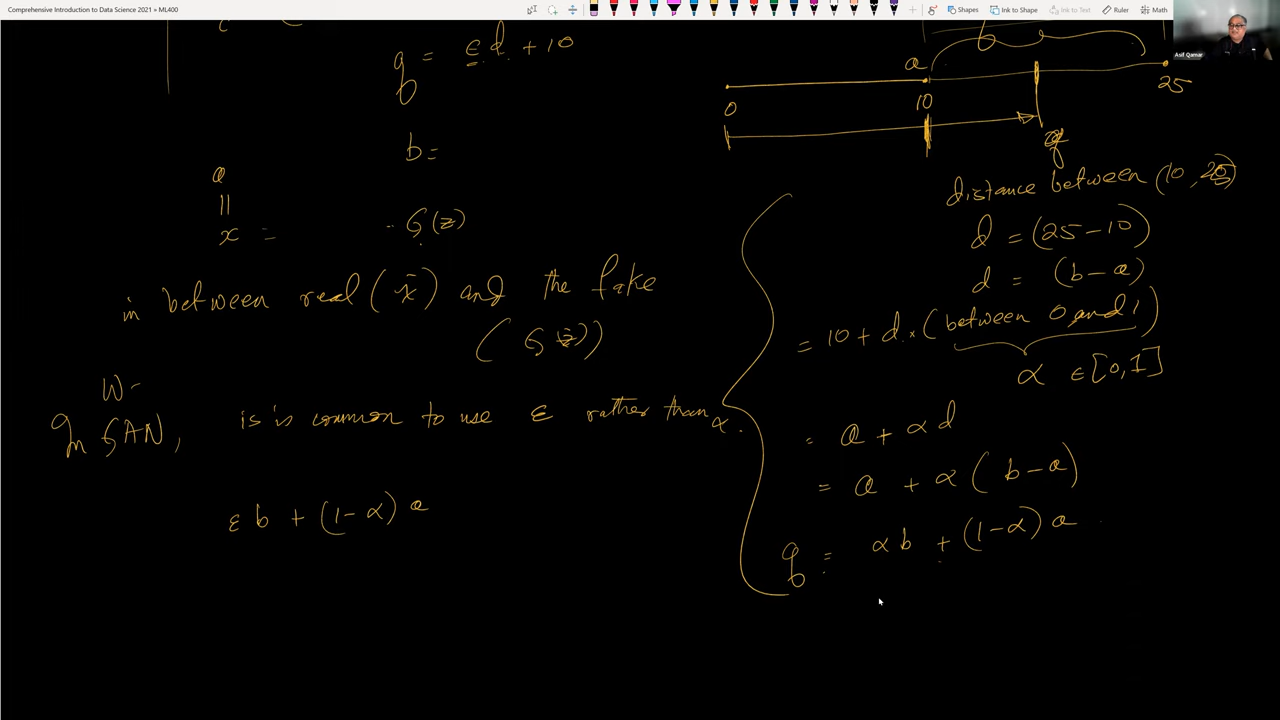 Comprehensive Introduction to Data Science 2021 » ML400
Shapes
Ink to Shape
Ink to Text
Ruler
Math
Asif Qamar
q = εd + 10
b =
a
||
x =
G(z)
in between real (x̄) and the fake
(G(z))
W-
In GAN, is is common to use ε rather than α.
εb + (1-α) a
b
a
0
10
25
q
distance between (10, 25)
d = (25-10)
d = (b-a)
= 10 + d × (between 0 and 1)
α ∈ [0, 1]
= a + αd
= a + α (b-a)
q = αb + (1-α) a